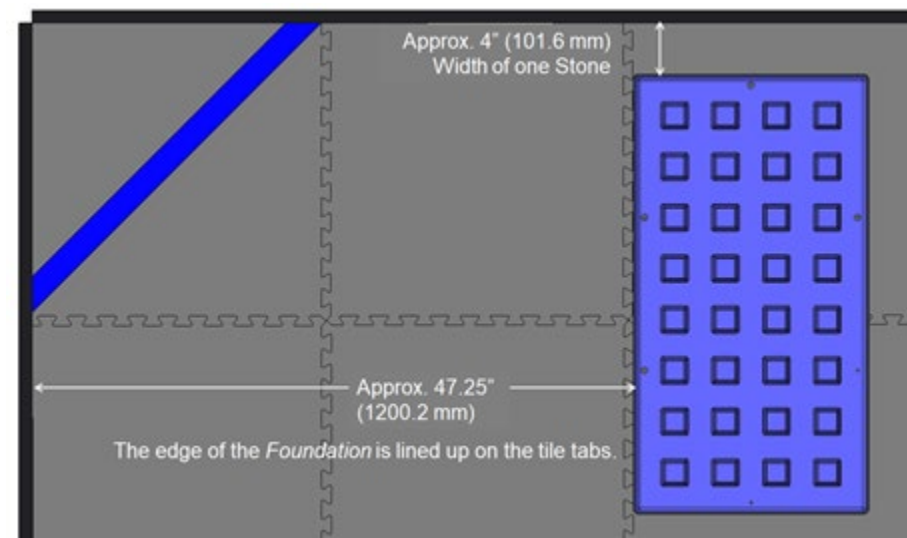 Approx. 4" (101.6 mm)
Width of one Stone
Approx. 47.25"
(1200.2 mm)
The edge of the Foundation is lined up on the tile tabs.